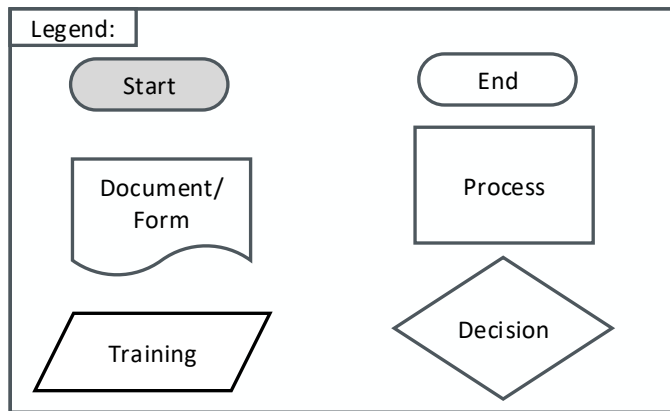 Legend:
Start
End
Document/
Form
Process
Training
Decision